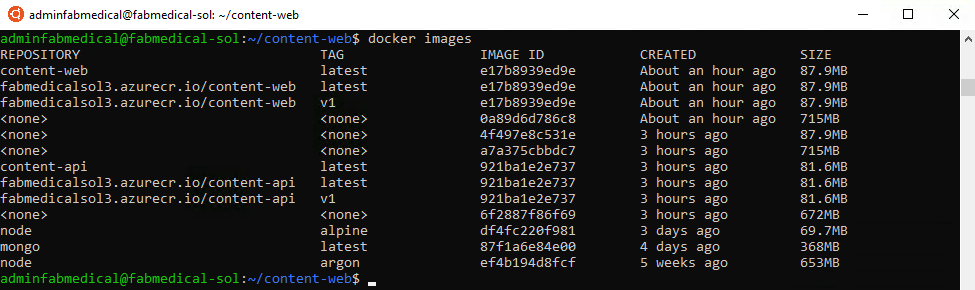 adminfabmedical@fabmedical-sol: ~/content-web
adminfabmedical@fabmedical-sol:~/content-web$ docker images
REPOSITORY TAG IMAGE ID CREATED SIZE
content-web latest e17b8939ed9e About an hour ago 87.9MB
fabmedicalsol3.azurecr.io/content-web latest e17b8939ed9e About an hour ago 87.9MB
fabmedicalsol3.azurecr.io/content-web v1 e17b8939ed9e About an hour ago 87.9MB
<none> <none> 0a89d6d786c8 About an hour ago 715MB
<none> <none> 4f497e8c531e 3 hours ago 87.9MB
<none> <none> a7a375cbbdc7 3 hours ago 715MB
content-api latest 921ba1e2e737 3 hours ago 81.6MB
fabmedicalsol3.azurecr.io/content-api latest 921ba1e2e737 3 hours ago 81.6MB
fabmedicalsol3.azurecr.io/content-api v1 921ba1e2e737 3 hours ago 81.6MB
<none> <none> 6f2887f86f69 3 hours ago 672MB
node alpine df4fc220f981 3 days ago 69.7MB
mongo latest 87f1a6e84e00 4 days ago 368MB
node argon ef4b194d8fcf 5 weeks ago 653MB
adminfabmedical@fabmedical-sol:~/content-web$